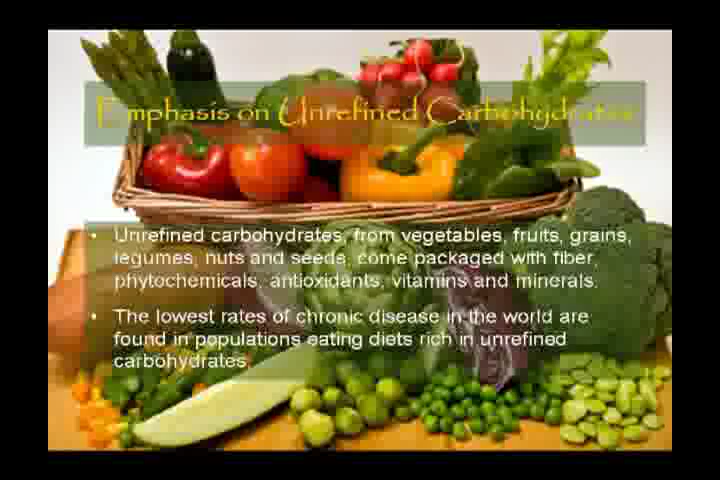 Emphasis on Unrefined Carbohydrates
• Unrefined carbohydrates, from vegetables, fruits, grains,
legumes, nuts and seeds, come packaged with fiber,
phytochemicals, antioxidants, vitamins and minerals.
• The lowest rates of chronic disease in the world are
found in populations eating diets rich in unrefined
carbohydrates.